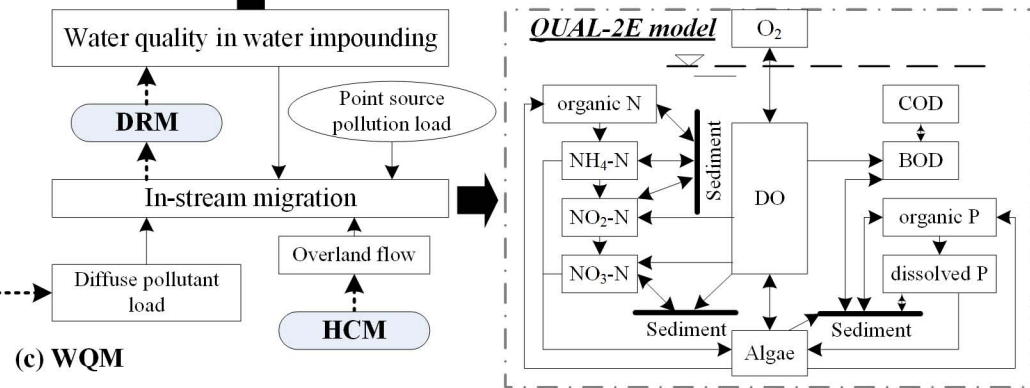 Water quality in water impounding
DRM
Point source
pollution load
In-stream migration
Diffuse pollutant
load
Overland flow
HCM
(c) WQM
QUAL-2E model
O2
organic N
NH4-N
NO2-N
NO3-N
Sediment
Sediment
DO
COD
BOD
organic P
dissolved P
Sediment
Algae